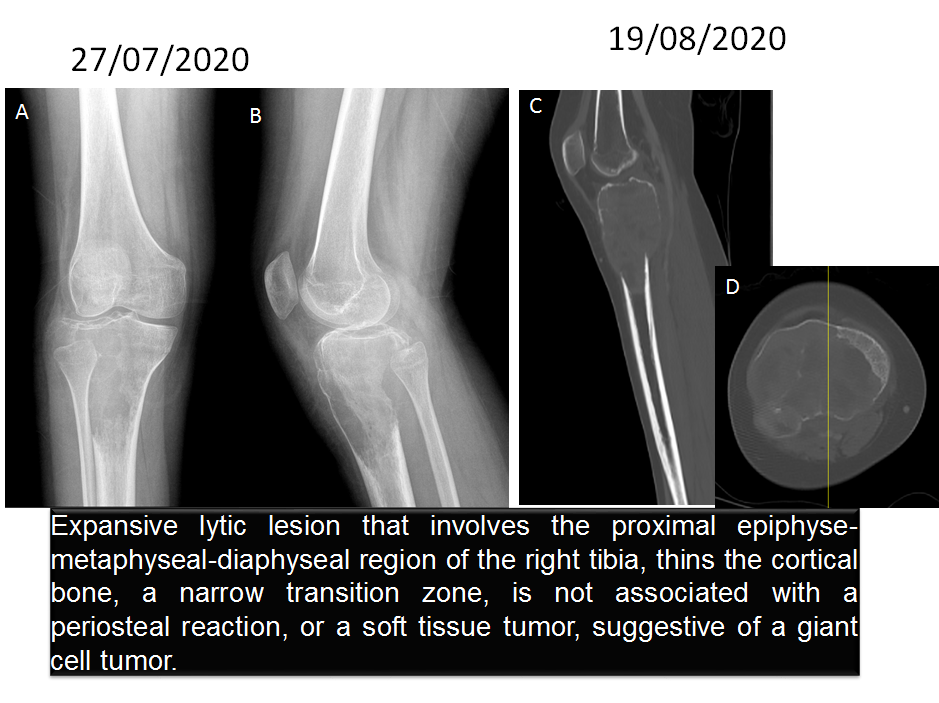 27/07/2020
19/08/2020
A
B
C
D
Expansive lytic lesion that involves the proximal epiphyse-
metaphyseal-diaphyseal region of the right tibia, thins the cortical
bone, a narrow transition zone, is not associated with a
periosteal reaction, or a soft tissue tumor, suggestive of a giant
cell tumor.